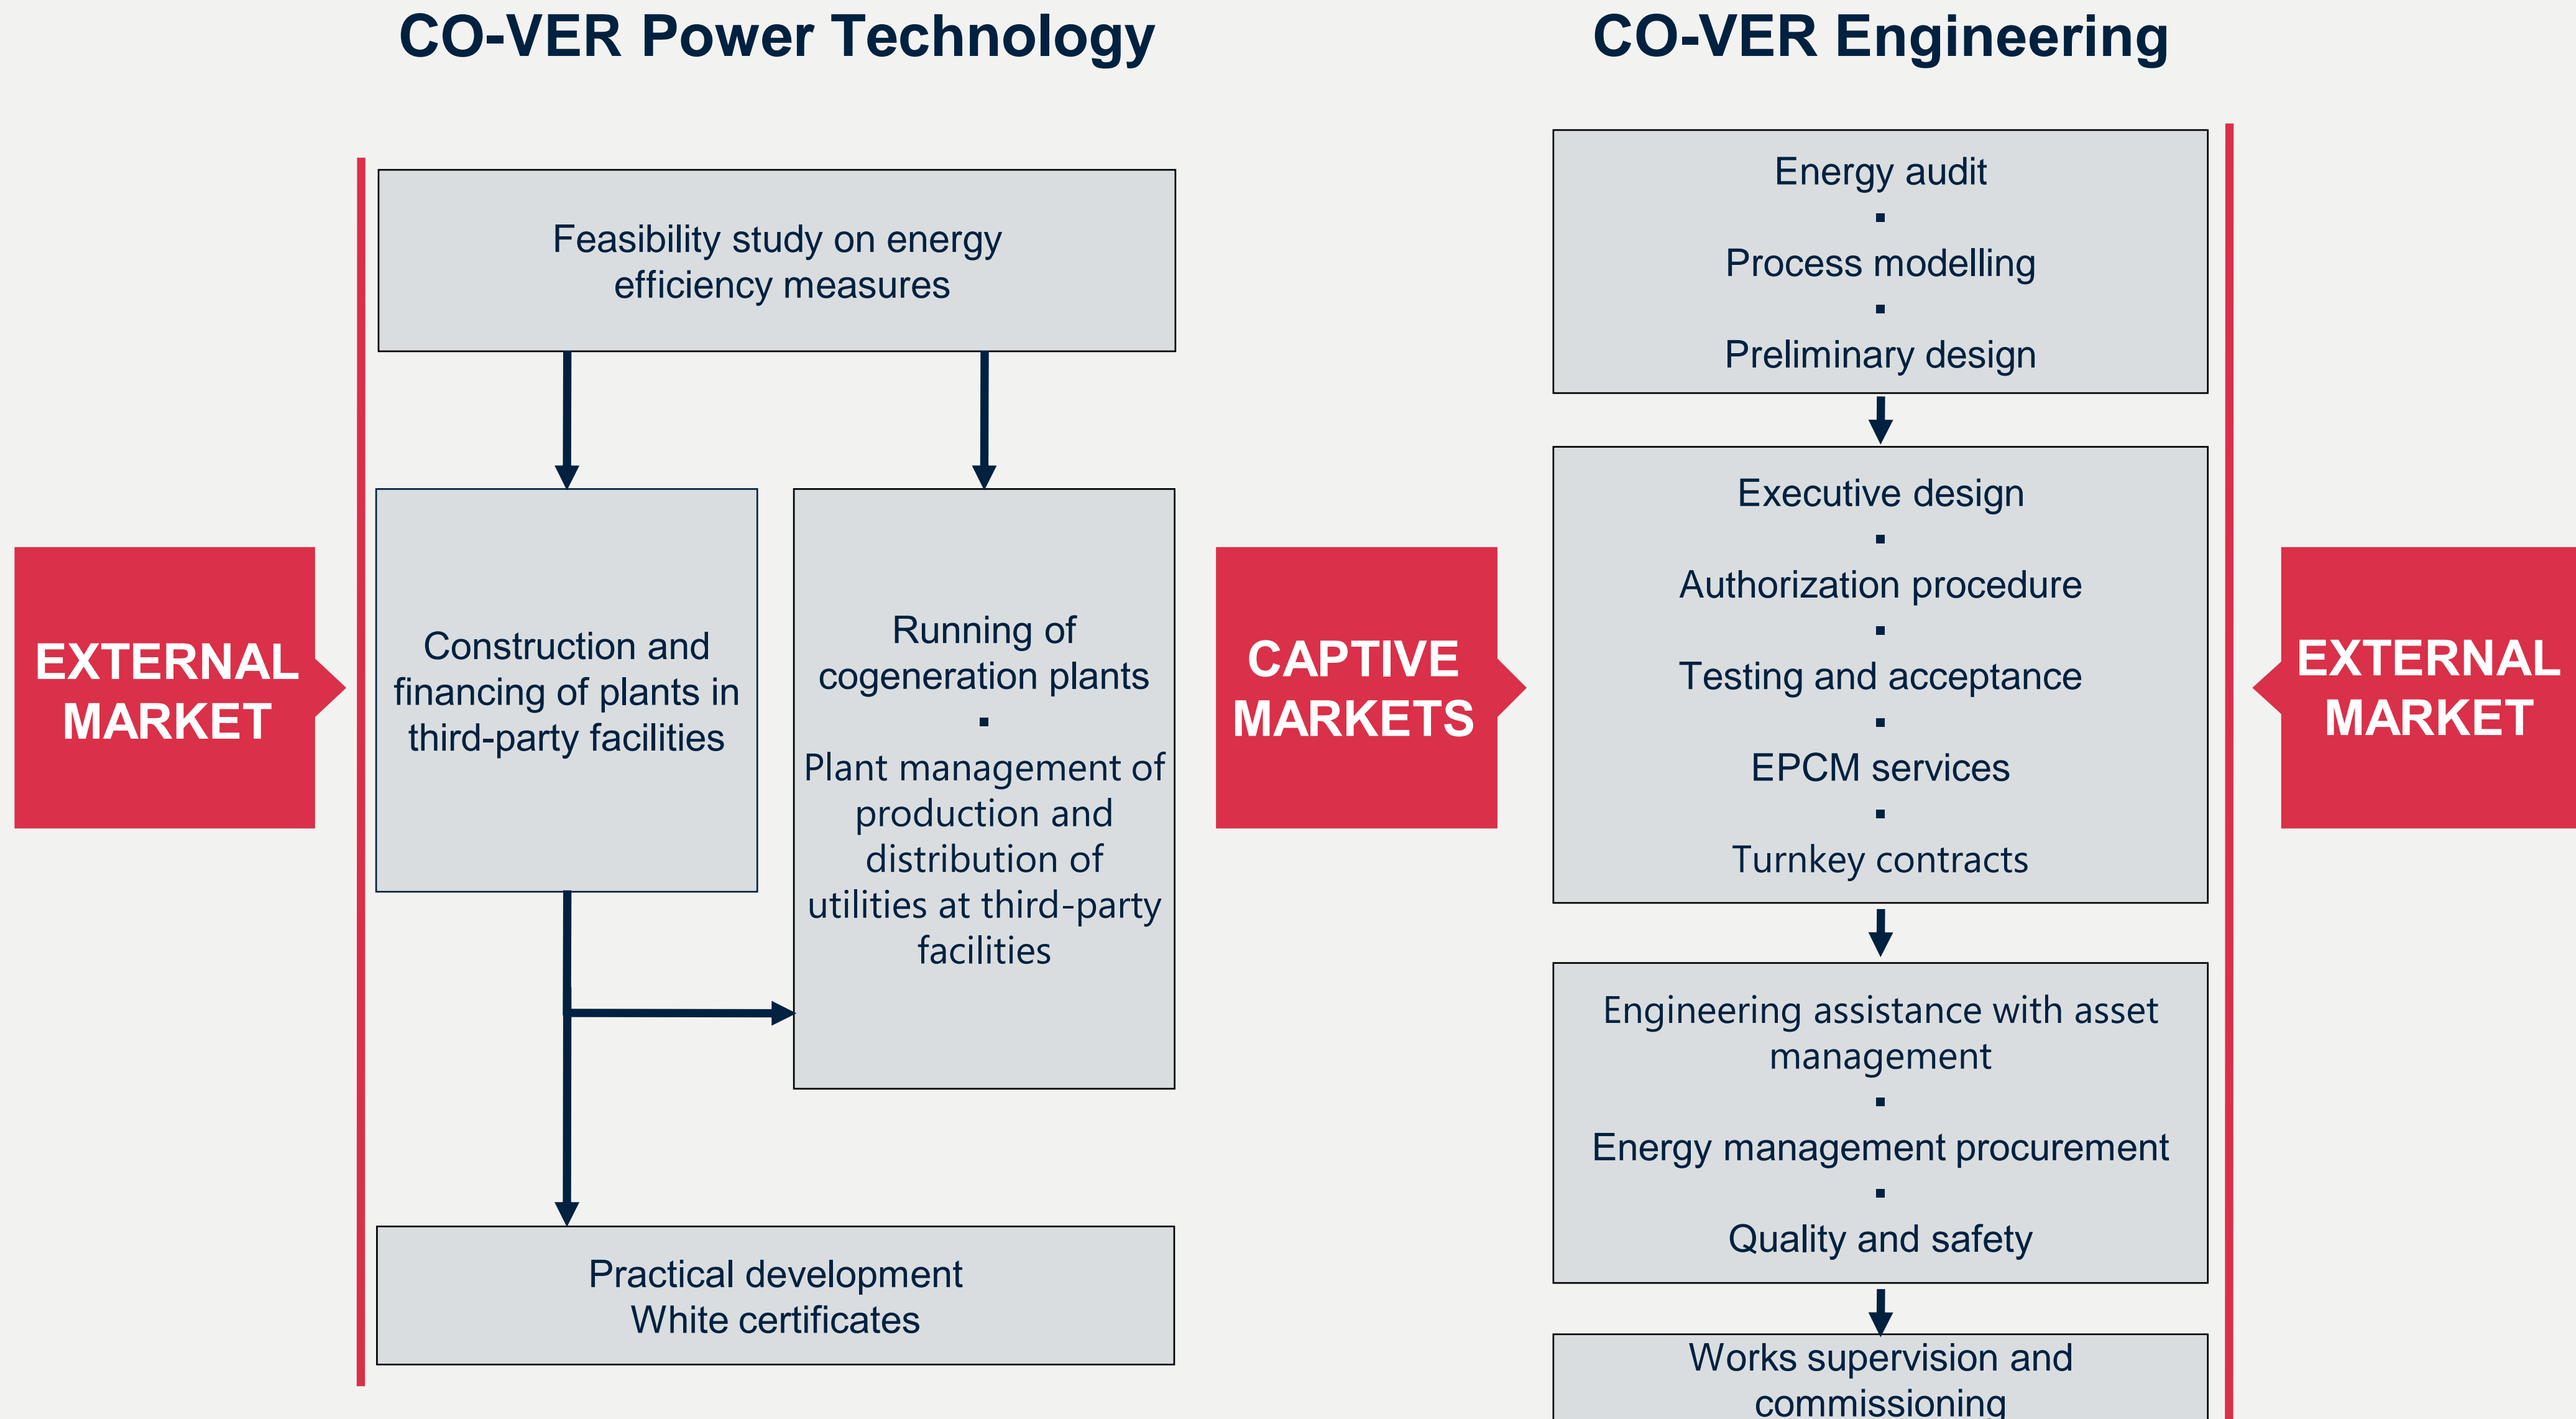 CO-VER Power Technology
EXTERNAL
MARKET
Feasibility study on energy
efficiency measures
Construction and
financing of plants in
third-party facilities
Running of
cogeneration plants
▪
Plant management of
production and
distribution of
utilities at third-party
facilities
Practical development
White certificates
CAPTIVE
MARKETS
CO-VER Engineering
Energy audit
▪
Process modelling
▪
Preliminary design
Executive design
▪
Authorization procedure
▪
Testing and acceptance
▪
EPCM services
▪
Turnkey contracts
Engineering assistance with asset
management
▪
Energy management procurement
▪
Quality and safety
Works supervision and
commissioning
EXTERNAL
MARKET